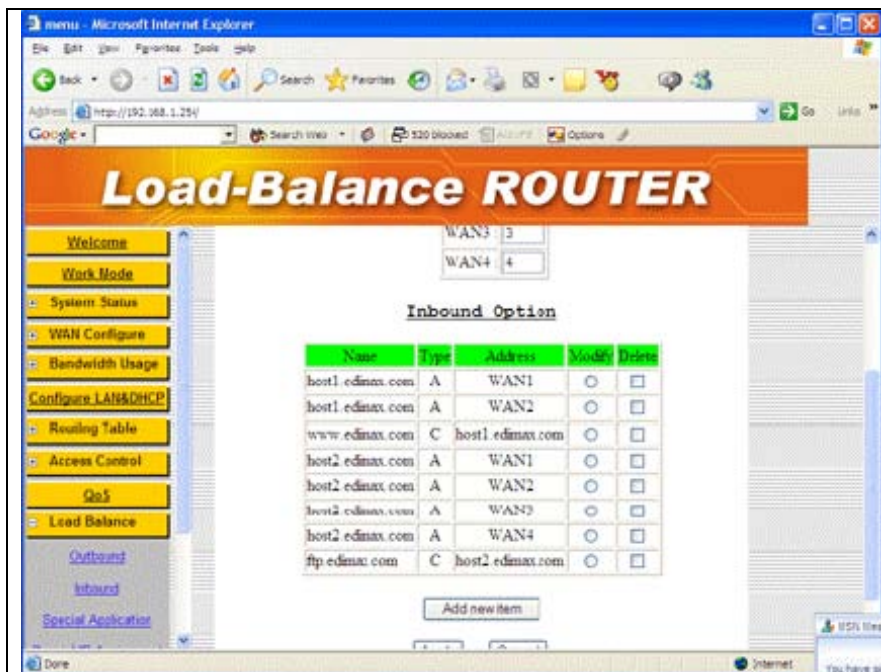 menu - Microsoft Internet Explorer
File Edit View Favorites Tools Help
Back Search Favorites
Address http://192.168.1.254/ Go Links »
Google Search Web 520 blocked Options
Load-Balance ROUTER
Welcome
Work Mode
System Status
WAN Configure
Bandwidth Usage
Configure LAN&DHCP
Routing Table
Access Control
QoS
Load Balance
Outbound
Inbound
Special Application
WAN3 3
WAN4 4
Inbound Option
Name Type Address Modify Delete
host1.edimax.com A WAN1
host1.edimax.com A WAN2
www.edimax.com C host1.edimax.com
host2.edimax.com A WAN1
host2.edimax.com A WAN2
host2.edimax.com A WAN3
host2.edimax.com A WAN4
ftp.edimax.com C host2.edimax.com
Add new item
Done Internet